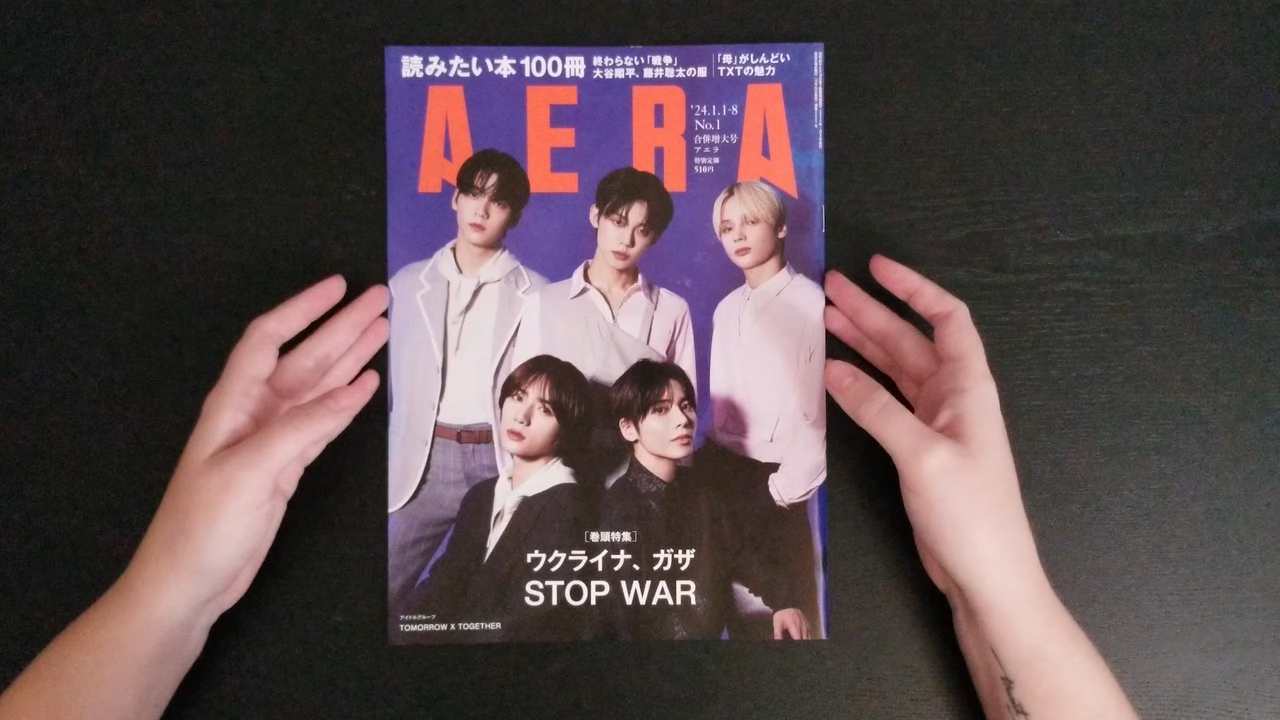 読みたい本100冊
終わらない「戦争」
大谷翔平、藤井聡太の服
「母」がしんどい
TXTの魅力
AERA
'24.1.1-8
No.1
合併増大号
アエラ
特別定価
510円
［巻頭特集］
ウクライナ、ガザ
STOP WAR
アイドルグループ
TOMORROW X TOGETHER